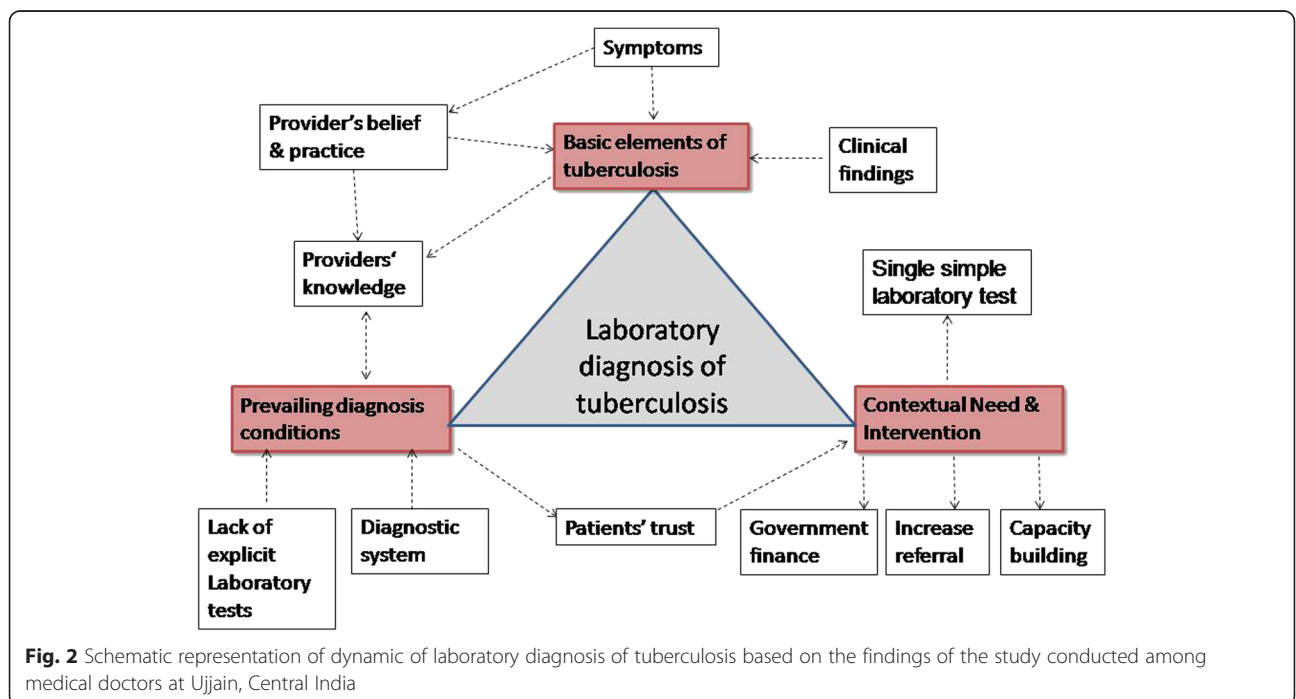 Symptoms
Provider's belief
& practice
Basic elements of
tuberculosis
Clinical
findings
Providers‘
knowledge
Single simple
laboratory test
Laboratory
diagnosis of
tuberculosis
Prevailing diagnosis
conditions
Contextual Need &
Intervention
Lack of
explicit
Laboratory
tests
Diagnostic
system
Patients' trust
Government
finance
Increase
referral
Capacity
building
Fig. 2 Schematic representation of dynamic of laboratory diagnosis of tuberculosis based on the findings of the study conducted among
medical doctors at Ujjain, Central India